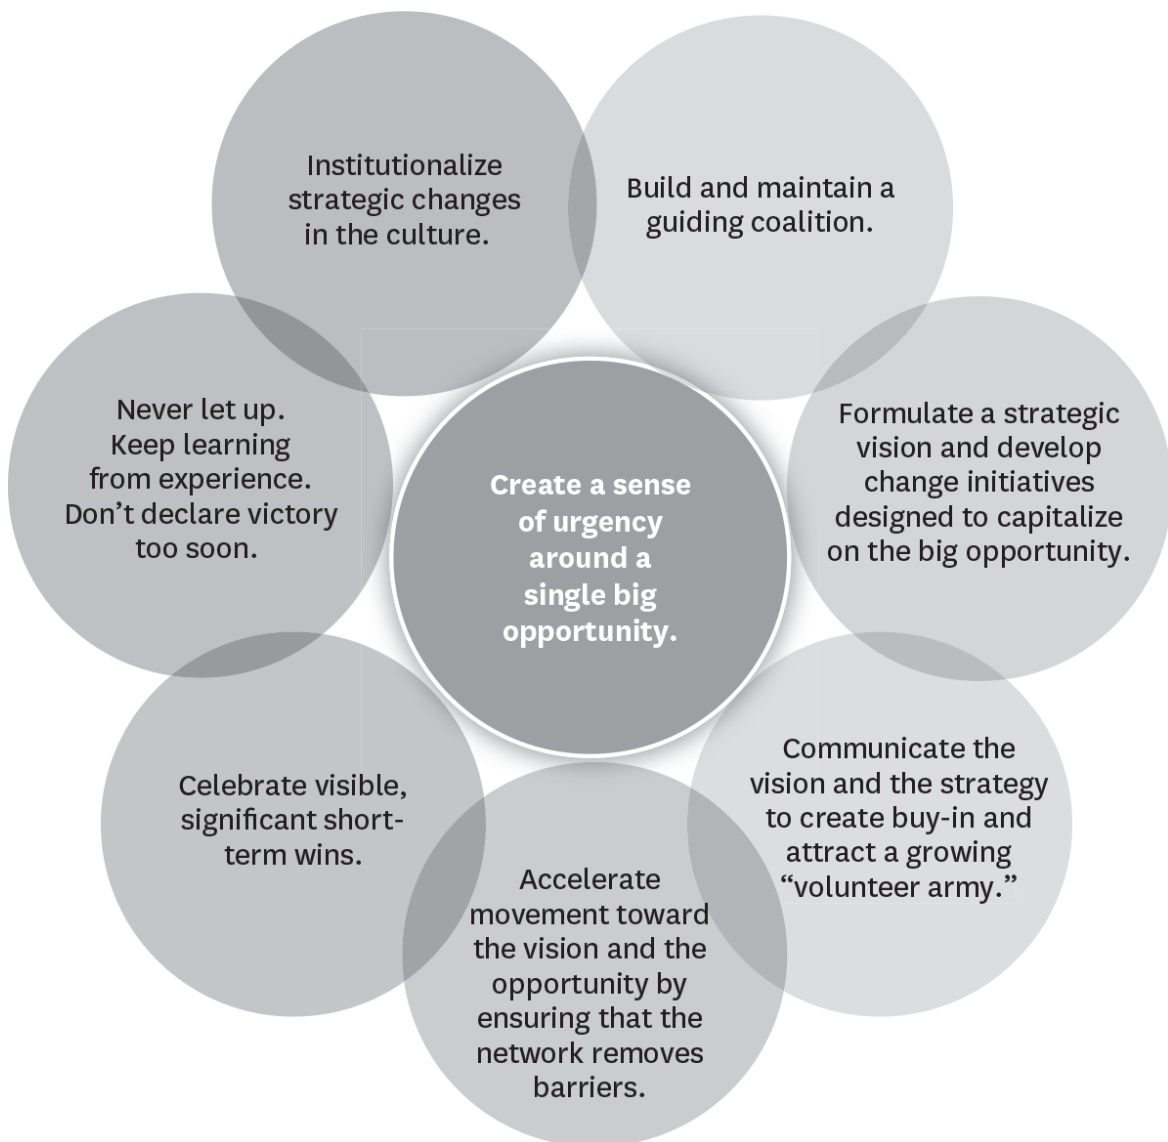 Institutionalize
strategic changes
in the culture.
Build and maintain a
guiding coalition.
Formulate a strategic
vision and develop
change initiatives
designed to capitalize
on the big opportunity.
Communicate the
vision and the strategy
to create buy-in and
attract a growing
“volunteer army.”
Accelerate
movement toward
the vision and the
opportunity by
ensuring that the
network removes
barriers.
Celebrate visible,
significant short-
term wins.
Never let up.
Keep learning
from experience.
Don’t declare victory
too soon.
Create a sense
of urgency
around a
single big
opportunity.